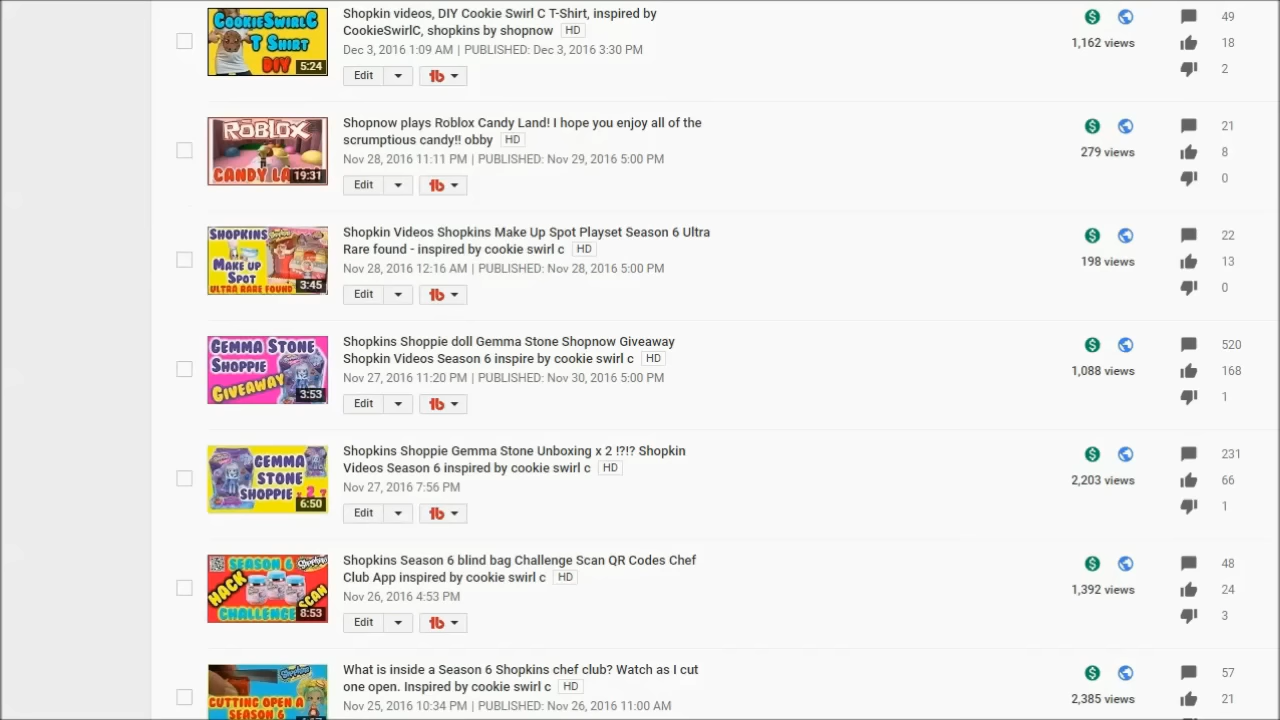 COOKIESWIRLC
T SHIRT
DIY
5:24
Shopkin videos, DIY Cookie Swirl C T-Shirt, inspired by
CookieSwirlC, shopkins by shopnow HD
Dec 3, 2016 1:09 AM | PUBLISHED: Dec 3, 2016 3:30 PM
Edit
1,162 views
49
18
2
ROBLOX
CANDY LA
19:31
Shopnow plays Roblox Candy Land! I hope you enjoy all of the
scrumptious candy!! obby HD
Nov 28, 2016 11:11 PM | PUBLISHED: Nov 29, 2016 5:00 PM
Edit
279 views
21
8
0
SHOPKINS
MAKE UP
SPOT
ULTRA RARE FOUND
3:45
Shopkin Videos Shopkins Make Up Spot Playset Season 6 Ultra
Rare found - inspired by cookie swirl c HD
Nov 28, 2016 12:16 AM | PUBLISHED: Nov 28, 2016 5:00 PM
Edit
198 views
22
13
0
GEMMA STONE
SHOPPIE
GIVEAWAY
3:53
Shopkins Shoppie doll Gemma Stone Shopnow Giveaway
Shopkin Videos Season 6 inspire by cookie swirl c HD
Nov 27, 2016 11:20 PM | PUBLISHED: Nov 30, 2016 5:00 PM
Edit
1,088 views
520
168
1
GEMMA
STONE
SHOPPIE x 2 ?
6:50
Shopkins Shoppie Gemma Stone Unboxing x 2 !?!? Shopkin
Videos Season 6 inspired by cookie swirl c HD
Nov 27, 2016 7:56 PM
Edit
2,203 views
231
66
1
SEASON 6
HACK
SCAN
CHALLENGE
8:53
Shopkins Season 6 blind bag Challenge Scan QR Codes Chef
Club App inspired by cookie swirl c HD
Nov 26, 2016 4:53 PM
Edit
1,392 views
48
24
3
CUTTING OPEN A
SEASON 6
What is inside a Season 6 Shopkins chef club? Watch as I cut
one open. Inspired by cookie swirl c HD
Nov 25, 2016 10:34 PM | PUBLISHED: Nov 26, 2016 11:00 AM
2,385 views
57
21